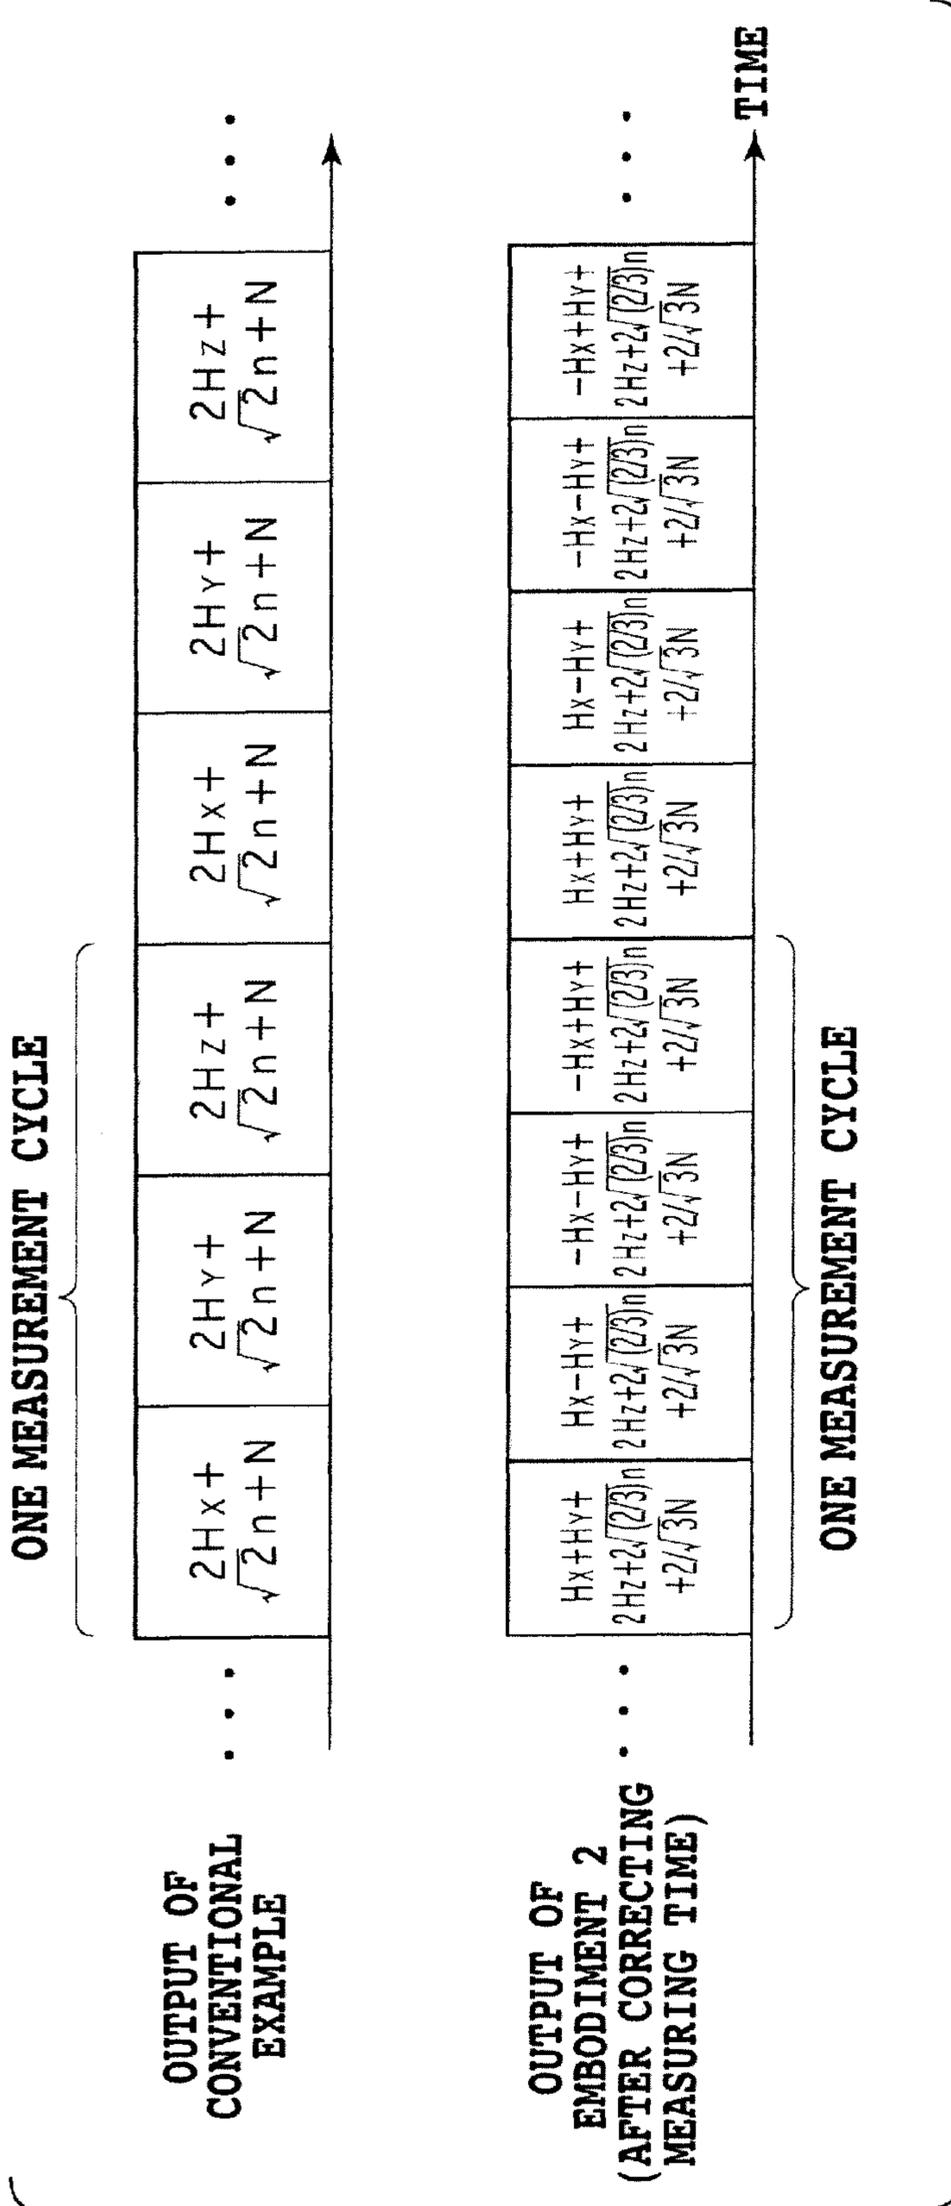 ONE MEASUREMENT CYCLE
OUTPUT OF
CONVENTIONAL
EXAMPLE
...
2Hx+
√2n+N
2Hy+
√2n+N
2Hz+
√2n+N
2Hx+
√2n+N
2Hy+
√2n+N
2Hz+
√2n+N
...
OUTPUT OF
EMBODIMENT 2
(AFTER CORRECTING
MEASURING TIME)
...
Hx+Hy+
2Hz+2√(2/3)n
+2/√3N
Hx-Hy+
2Hz+2√(2/3)n
+2/√3N
-Hx-Hy+
2Hz+2√(2/3)n
+2/√3N
-Hx+Hy+
2Hz+2√(2/3)n
+2/√3N
Hx+Hy+
2Hz+2√(2/3)n
+2/√3N
Hx-Hy+
2Hz+2√(2/3)n
+2/√3N
-Hx-Hy+
2Hz+2√(2/3)n
+2/√3N
-Hx+Hy+
2Hz+2√(2/3)n
+2/√3N
...
TIME
ONE MEASUREMENT CYCLE